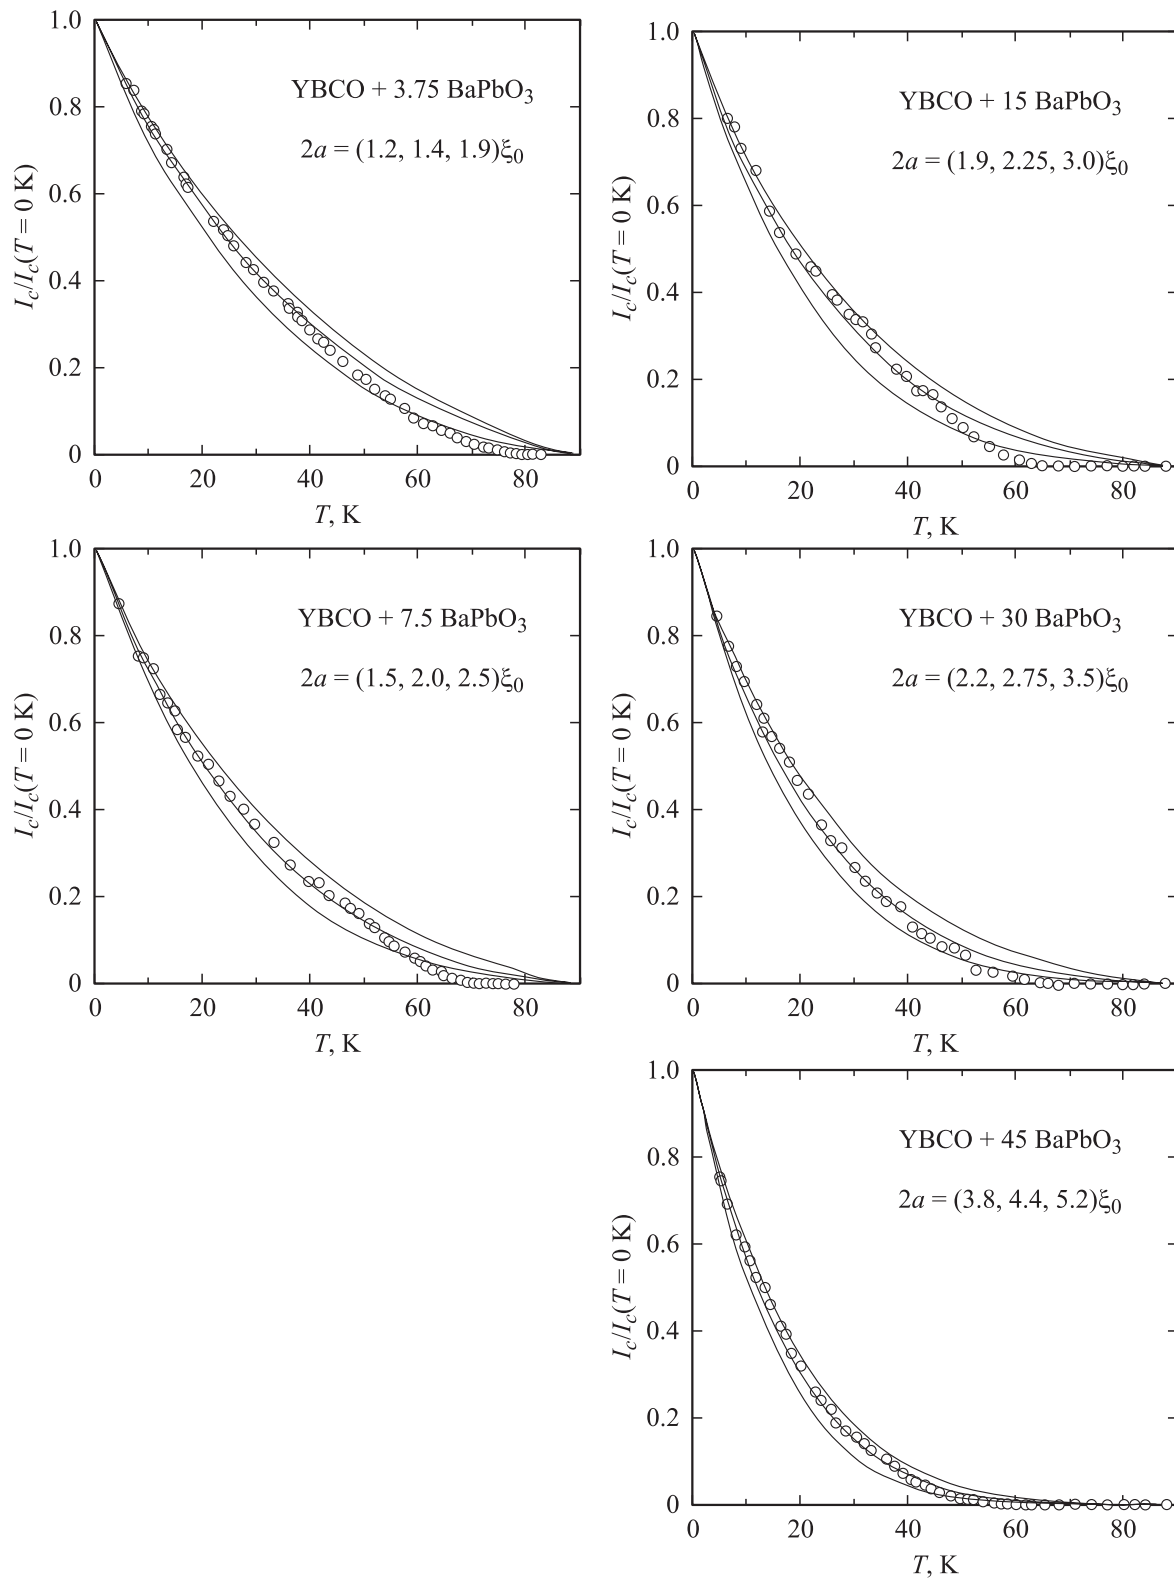 1.0
0.8
0.6
0.4
0.2
0
I_c/I_c(T = 0 K)
YBCO + 3.75 BaPbO₃
2a = (1.2, 1.4, 1.9)ξ₀
0 20 40 60 80
T, K
1.0
0.8
0.6
0.4
0.2
0
I_c/I_c(T = 0 K)
YBCO + 15 BaPbO₃
2a = (1.9, 2.25, 3.0)ξ₀
0 20 40 60 80
T, K
1.0
0.8
0.6
0.4
0.2
0
I_c/I_c(T = 0 K)
YBCO + 7.5 BaPbO₃
2a = (1.5, 2.0, 2.5)ξ₀
0 20 40 60 80
T, K
1.0
0.8
0.6
0.4
0.2
0
I_c/I_c(T = 0 K)
YBCO + 30 BaPbO₃
2a = (2.2, 2.75, 3.5)ξ₀
0 20 40 60 80
T, K
1.0
0.8
0.6
0.4
0.2
0
I_c/I_c(T = 0 K)
YBCO + 45 BaPbO₃
2a = (3.8, 4.4, 5.2)ξ₀
0 20 40 60 80
T, K